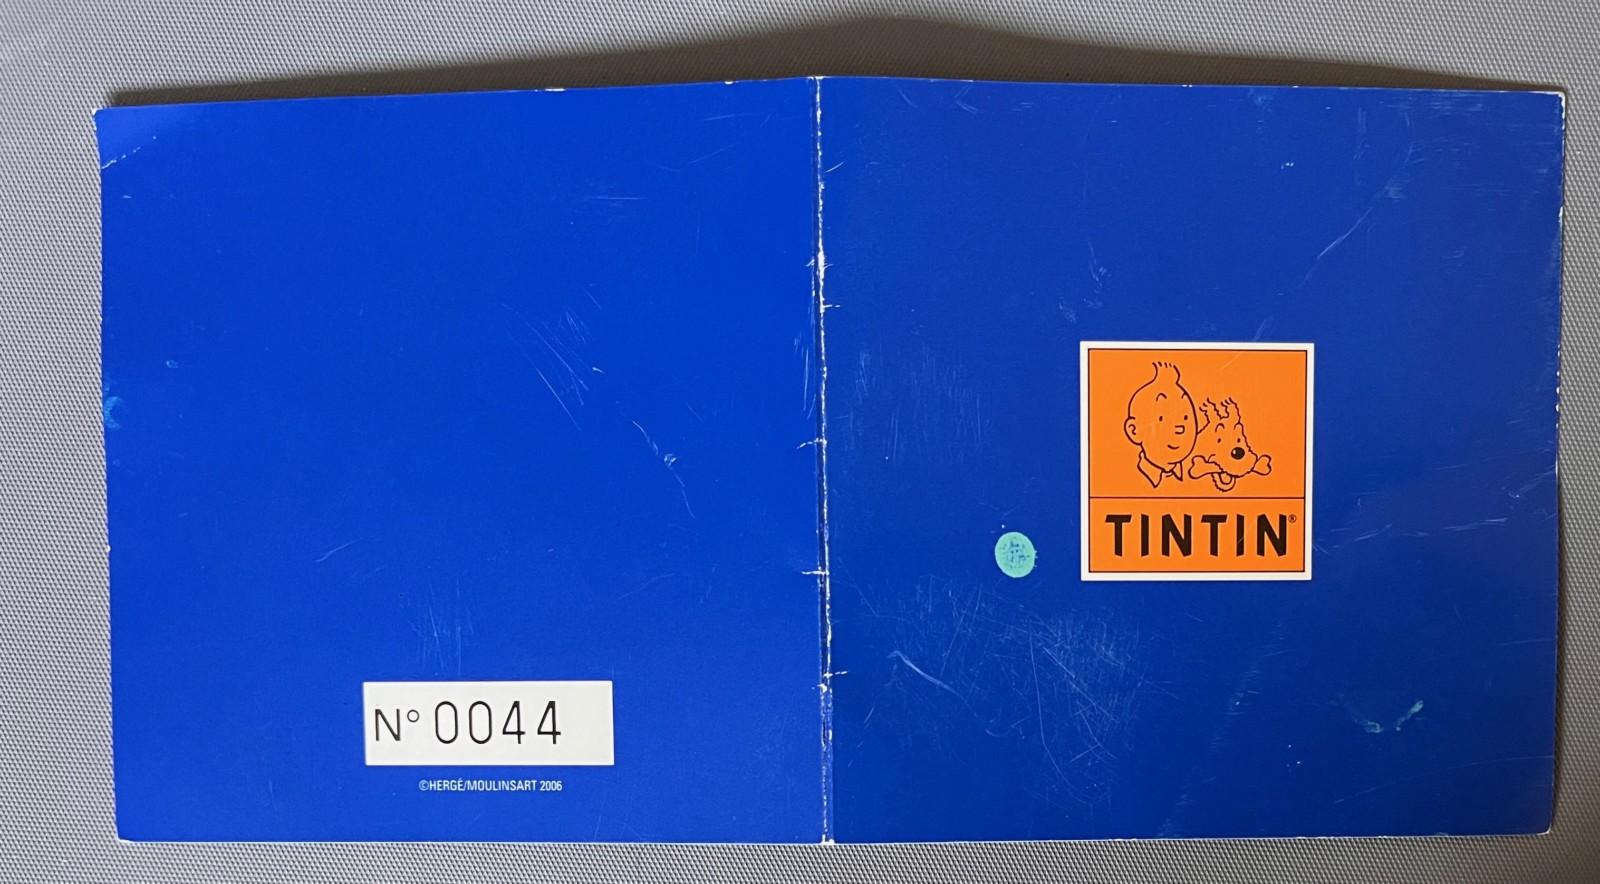 N° 0044
©HERGÉ/MOULINSART 2006
TINTIN®